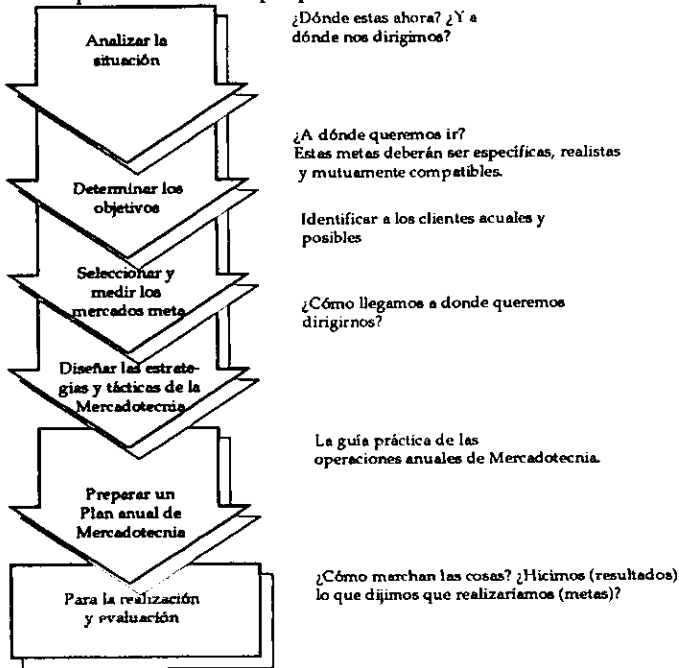 Analizar la
situación
¿Dónde estas ahora? ¿Y a
dónde nos dirigimos?
Determinar los
objetivos
¿A dónde queremos ir?
Estas metas deberán ser específicas, realistas
y mutuamente compatibles.
Seleccionar y
medir los
mercados meta
Identificar a los clientes acuales y
posibles
Diseñar las estrate-
gias y tácticas de la
Mercadotecnia
¿Cómo llegamos a donde queremos
dirigirnos?
Preparar un
Plan anual de
Mercadotecnia
La guía práctica de las
operaciones anuales de Mercadotecnia.
Para la realización
y evaluación
¿Cómo marchan las cosas? ¿Hicimos (resultados)
lo que dijimos que realizaríamos (metas)?